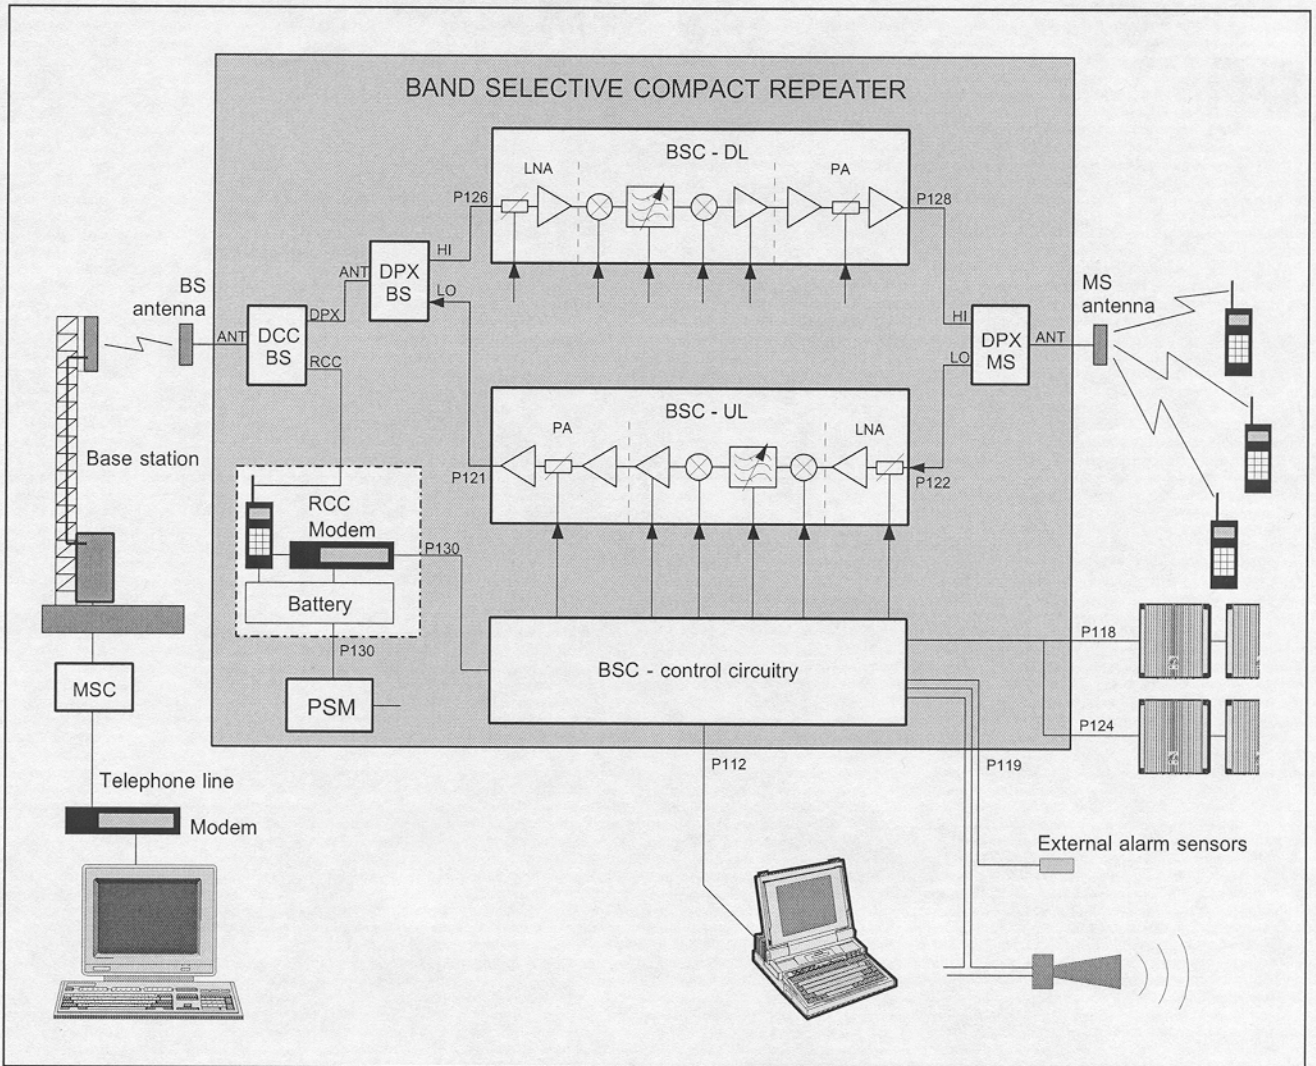 BAND SELECTIVE COMPACT REPEATER
BSC - DL
LNA
PA
P126
P128
HI
ANT
DPX
BS
LO
BS
antenna
DPX
ANT
DCC
BS
RCC
MS
antenna
HI
DPX
MS
ANT
LO
BSC - UL
PA
LNA
P121
P122
Base station
RCC
Modem
P130
Battery
P130
PSM
BSC - control circuitry
P118
P124
MSC
P112
P119
Telephone line
Modem
External alarm sensors